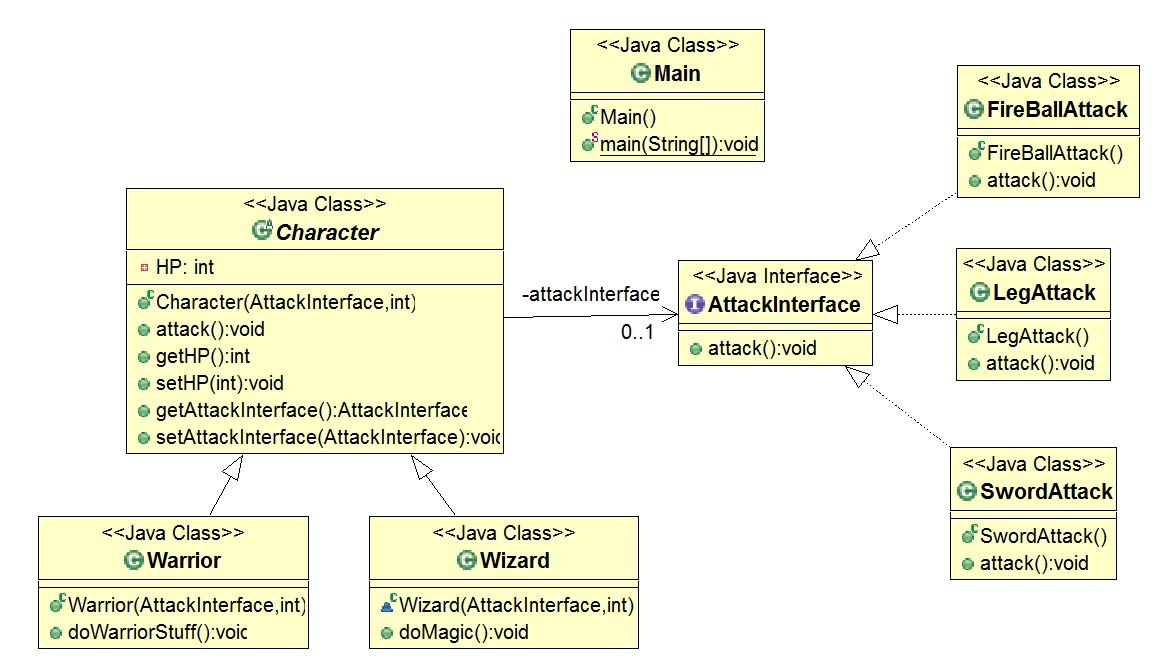 <<Java Class>>
Main
Main()
main(String[]):void
<<Java Class>>
FireBallAttack
FireBallAttack()
attack():void
<<Java Class>>
Character
HP: int
Character(AttackInterface,int)
attack():void
getHP():int
setHP(int):void
getAttackInterface():AttackInterface
setAttackInterface(AttackInterface):voic
-attackInterface
0..1
<<Java Interface>>
AttackInterface
attack():void
<<Java Class>>
LegAttack
LegAttack()
attack():void
<<Java Class>>
SwordAttack
SwordAttack()
attack():void
<<Java Class>>
Warrior
Warrior(AttackInterface,int)
doWarriorStuff():voic
<<Java Class>>
Wizard
Wizard(AttackInterface,int)
doMagic():void